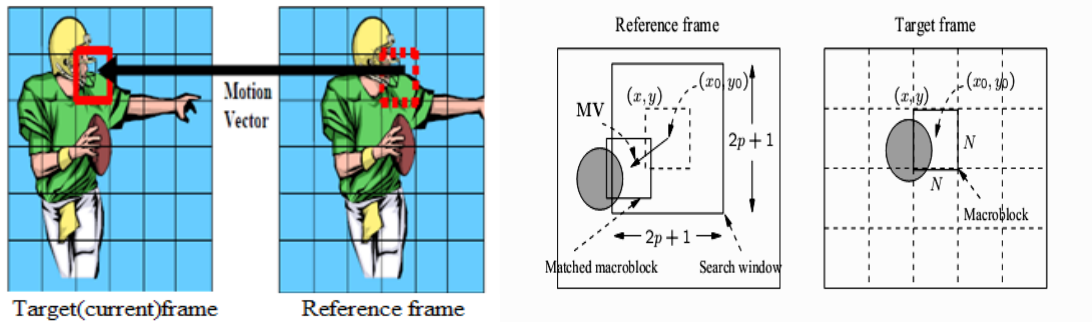 Motion
Vector
Target(current)frame
Reference frame
Reference frame
(x, y)
(x₀, y₀)
MV
2p + 1
2p + 1
Matched macroblock
Search window
Target frame
(x, y)
(x₀, y₀)
N
N
Macroblock